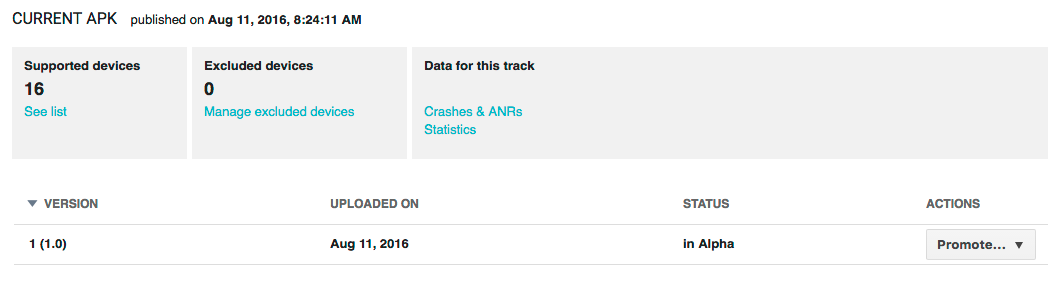 CURRENT APK published on Aug 11, 2016, 8:24:11 AM
Supported devices Excluded devices Data for this track
16 0
See list Manage excluded devices Crashes & ANRs
Statistics
VERSION UPLOADED ON STATUS ACTIONS
1 (1.0) Aug 11, 2016 in Alpha Promote...